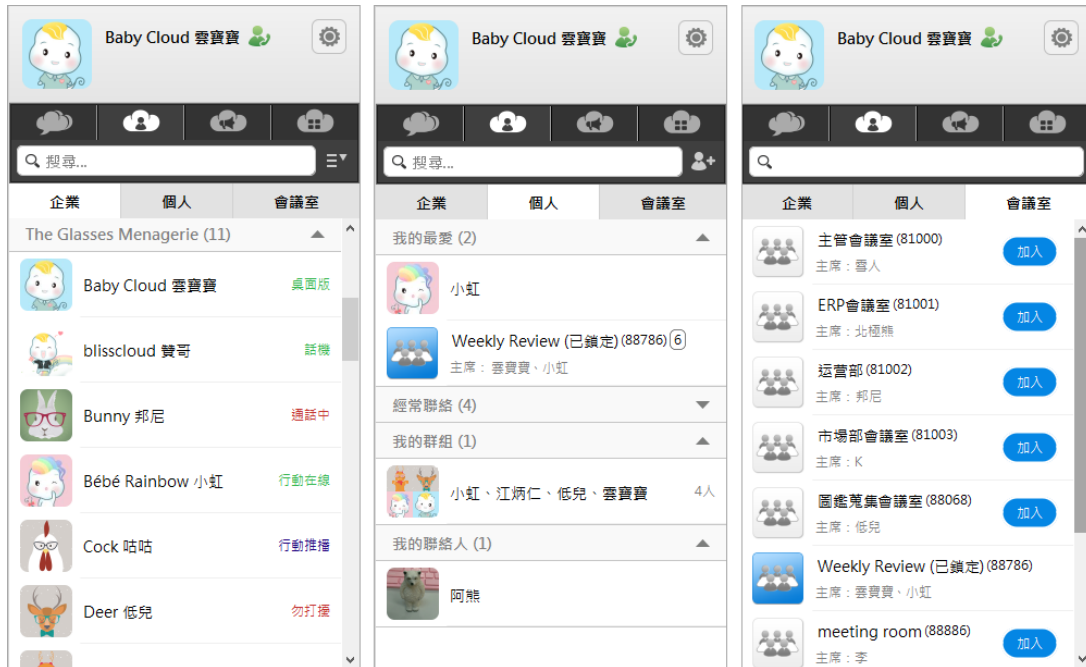 Baby Cloud 雲寶寶
搜尋...
企業
個人
會議室
The Glasses Menagerie (11)
Baby Cloud 雲寶寶
桌面版
blisscloud 贊哥
話機
Bunny 邦尼
通話中
Bébé Rainbow 小虹
行動在線
Cock 咕咕
行動推播
Deer 低兒
勿打擾
Baby Cloud 雲寶寶
搜尋...
企業
個人
會議室
我的最愛 (2)
小虹
Weekly Review (已鎖定) (88786) 6
主席：雲寶寶、小虹
經常聯絡 (4)
我的群組 (1)
小虹、江炳仁、低兒、雲寶寶
4人
我的聯絡人 (1)
阿熊
Baby Cloud 雲寶寶
企業
個人
會議室
主管會議室 (81000)
主席：雲人
加入
ERP會議室 (81001)
主席：北極熊
加入
运营部 (81002)
主席：邦尼
加入
市場部會議室 (81003)
主席：K
加入
圖鑑蒐集會議室 (88068)
主席：低兒
加入
Weekly Review (已鎖定) (88786)
主席：雲寶寶、小虹
meeting room (88886)
主席：李
加入